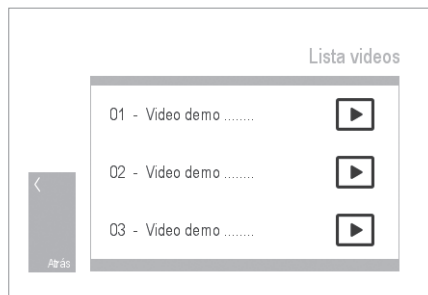 Lista videos
01 - Video demo ........
02 - Video demo ........
03 - Video demo ........
Atrás